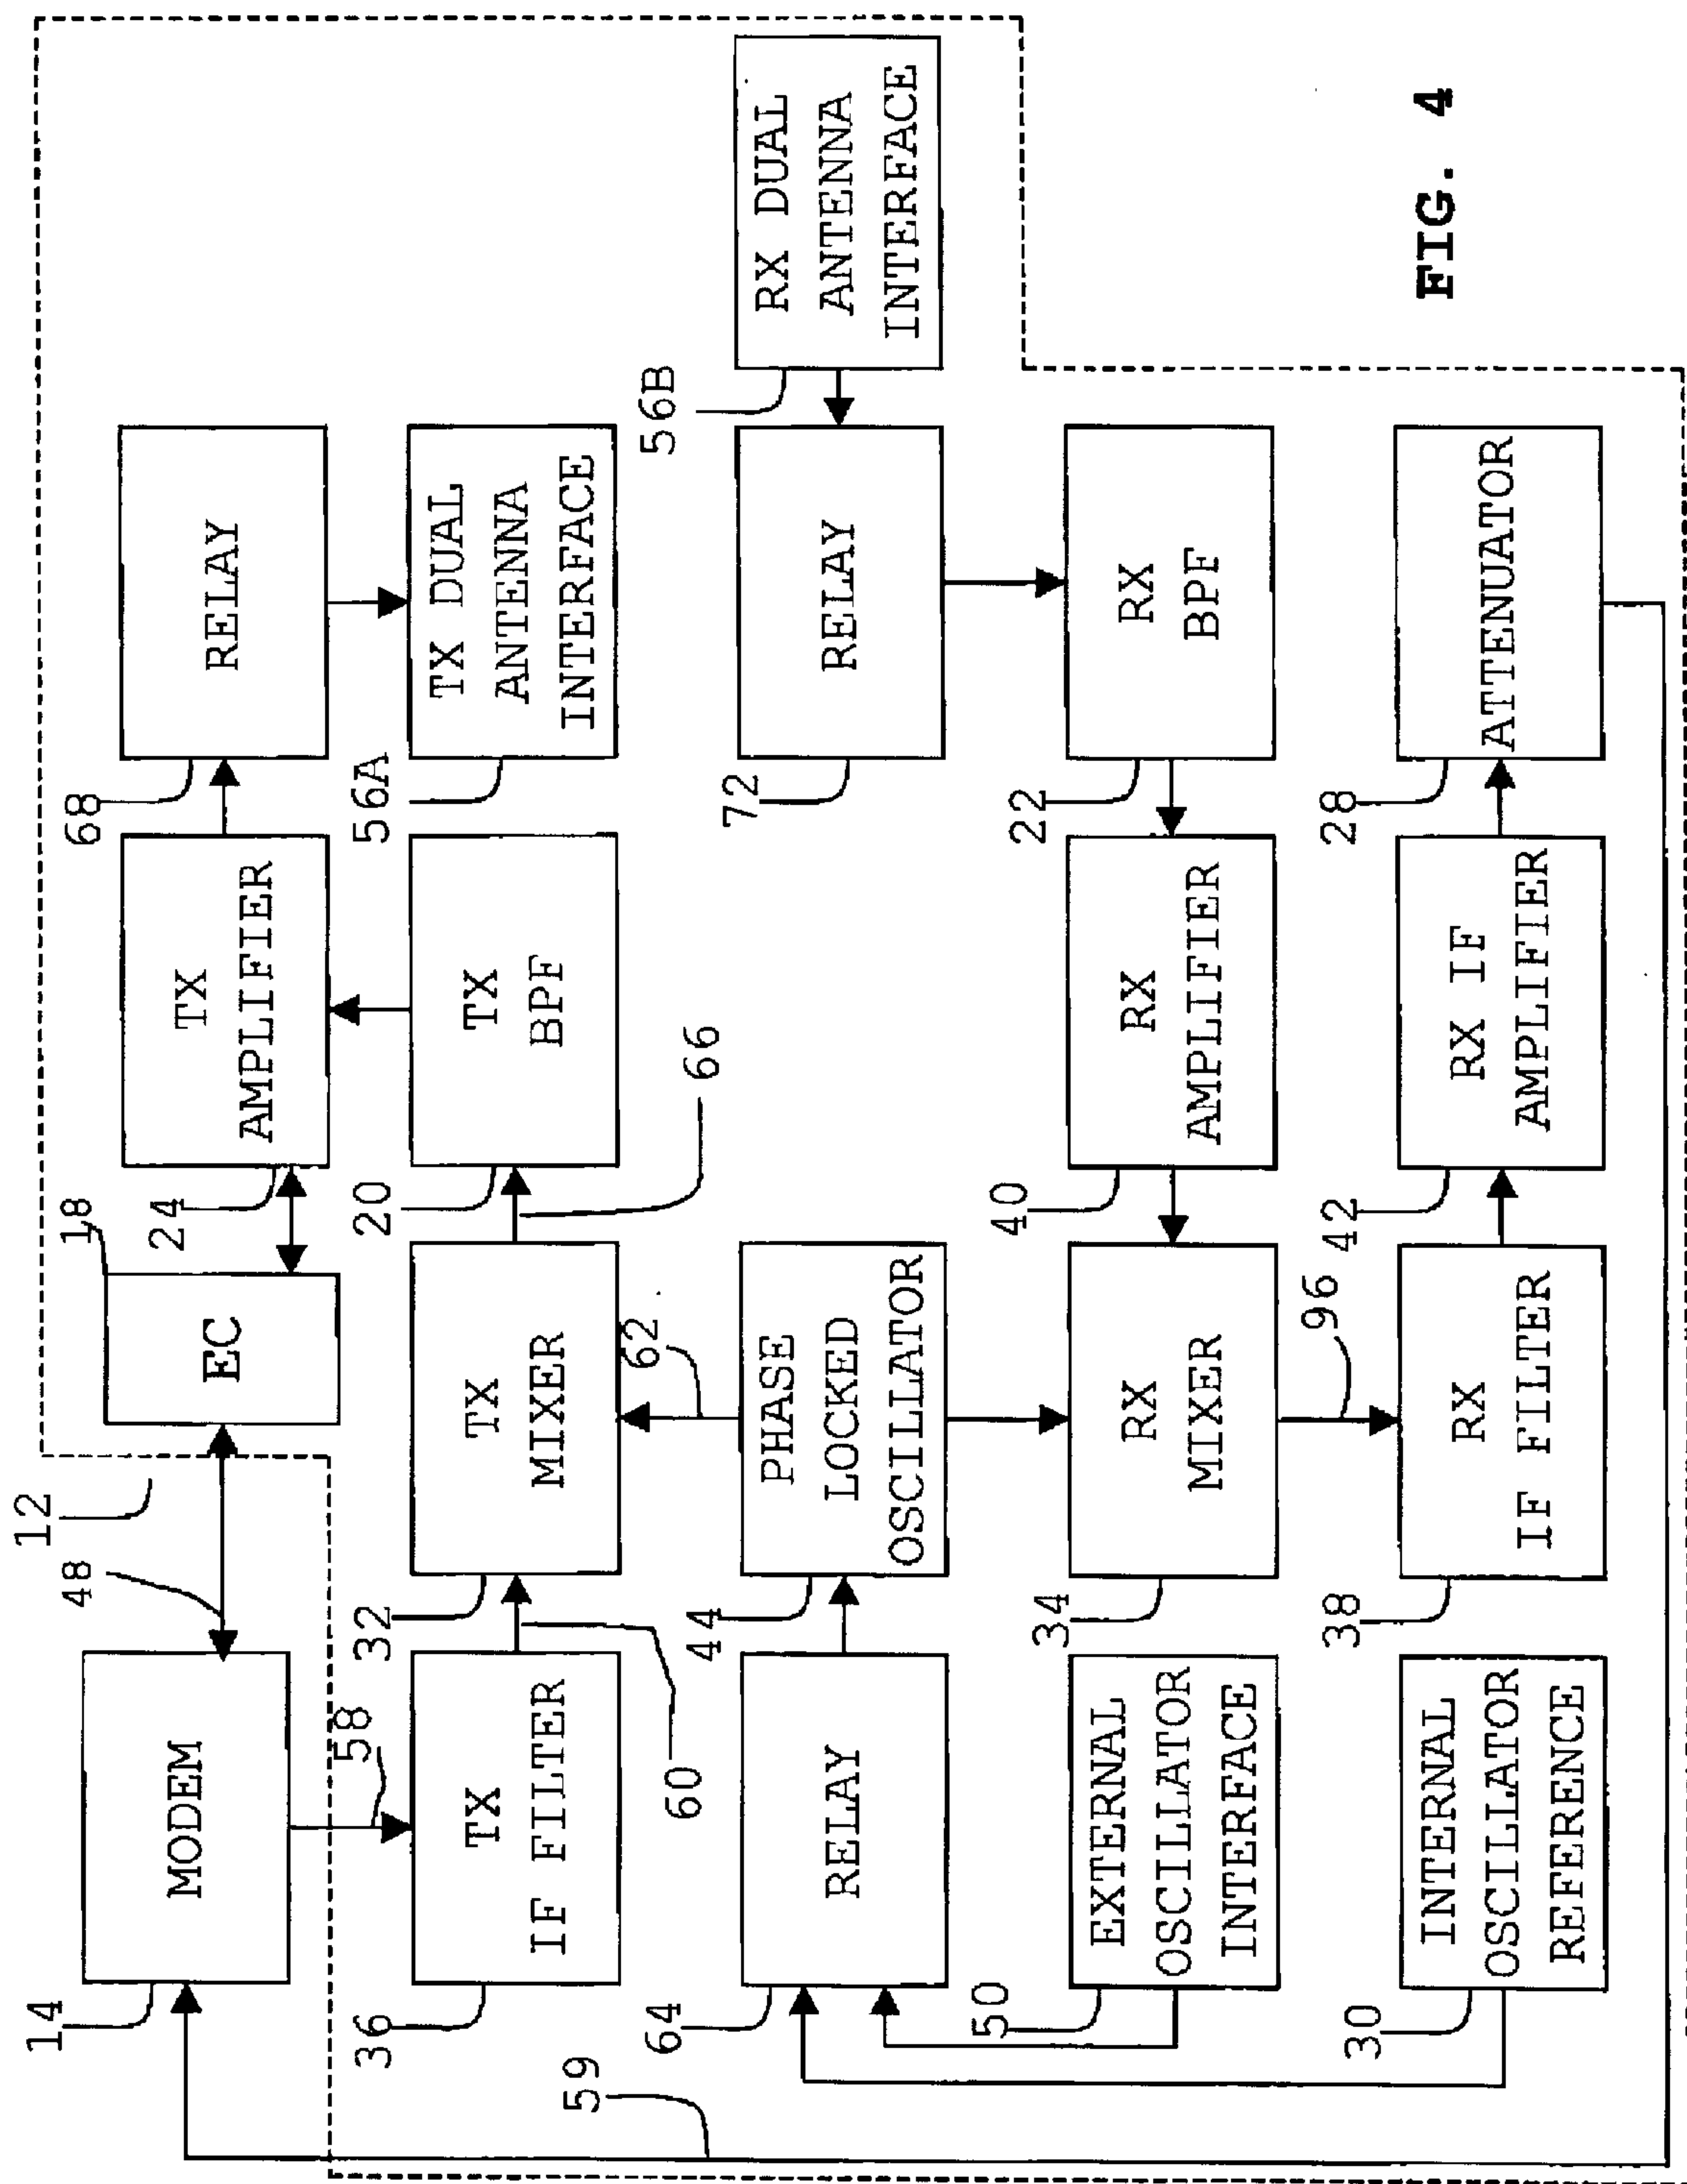 12
14
MODEM
48
18
EC
24
TX
AMPLIFIER
68
RELAY
58
36
TX
IF FILTER
60
32
TX
MIXER
66
20
TX
BPF
56A
TX DUAL
ANTENNA
INTERFACE
62
64
RELAY
44
PHASE
LOCKED
OSCILLATOR
72
RELAY
56B
RX DUAL
ANTENNA
INTERFACE
59
50
EXTERNAL
OSCILLATOR
INTERFACE
34
RX
MIXER
40
RX
AMPLIFIER
22
RX
BPF
96
30
INTERNAL
OSCILLATOR
REFERENCE
38
RX
IF FILTER
42
RX IF
AMPLIFIER
28
ATTENUATOR
FIG. 4